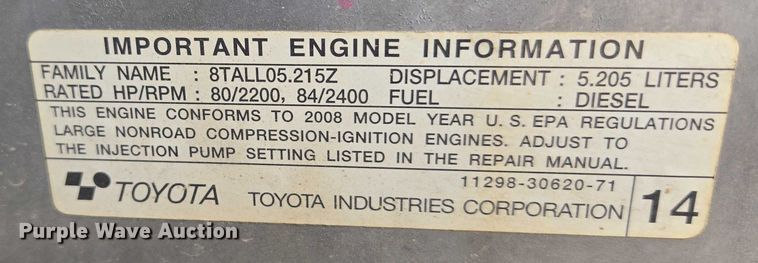 IMPORTANT ENGINE INFORMATION
FAMILY NAME : 8TALL05.215Z DISPLACEMENT : 5.205 LITERS
RATED HP/RPM : 80/2200, 84/2400 FUEL : DIESEL
THIS ENGINE CONFORMS TO 2008 MODEL YEAR U.S. EPA REGULATIONS
LARGE NONROAD COMPRESSION-IGNITION ENGINES. ADJUST TO
THE INJECTION PUMP SETTING LISTED IN THE REPAIR MANUAL.
11298-30620-71
TOYOTA TOYOTA INDUSTRIES CORPORATION 14
Purple Wave Auction